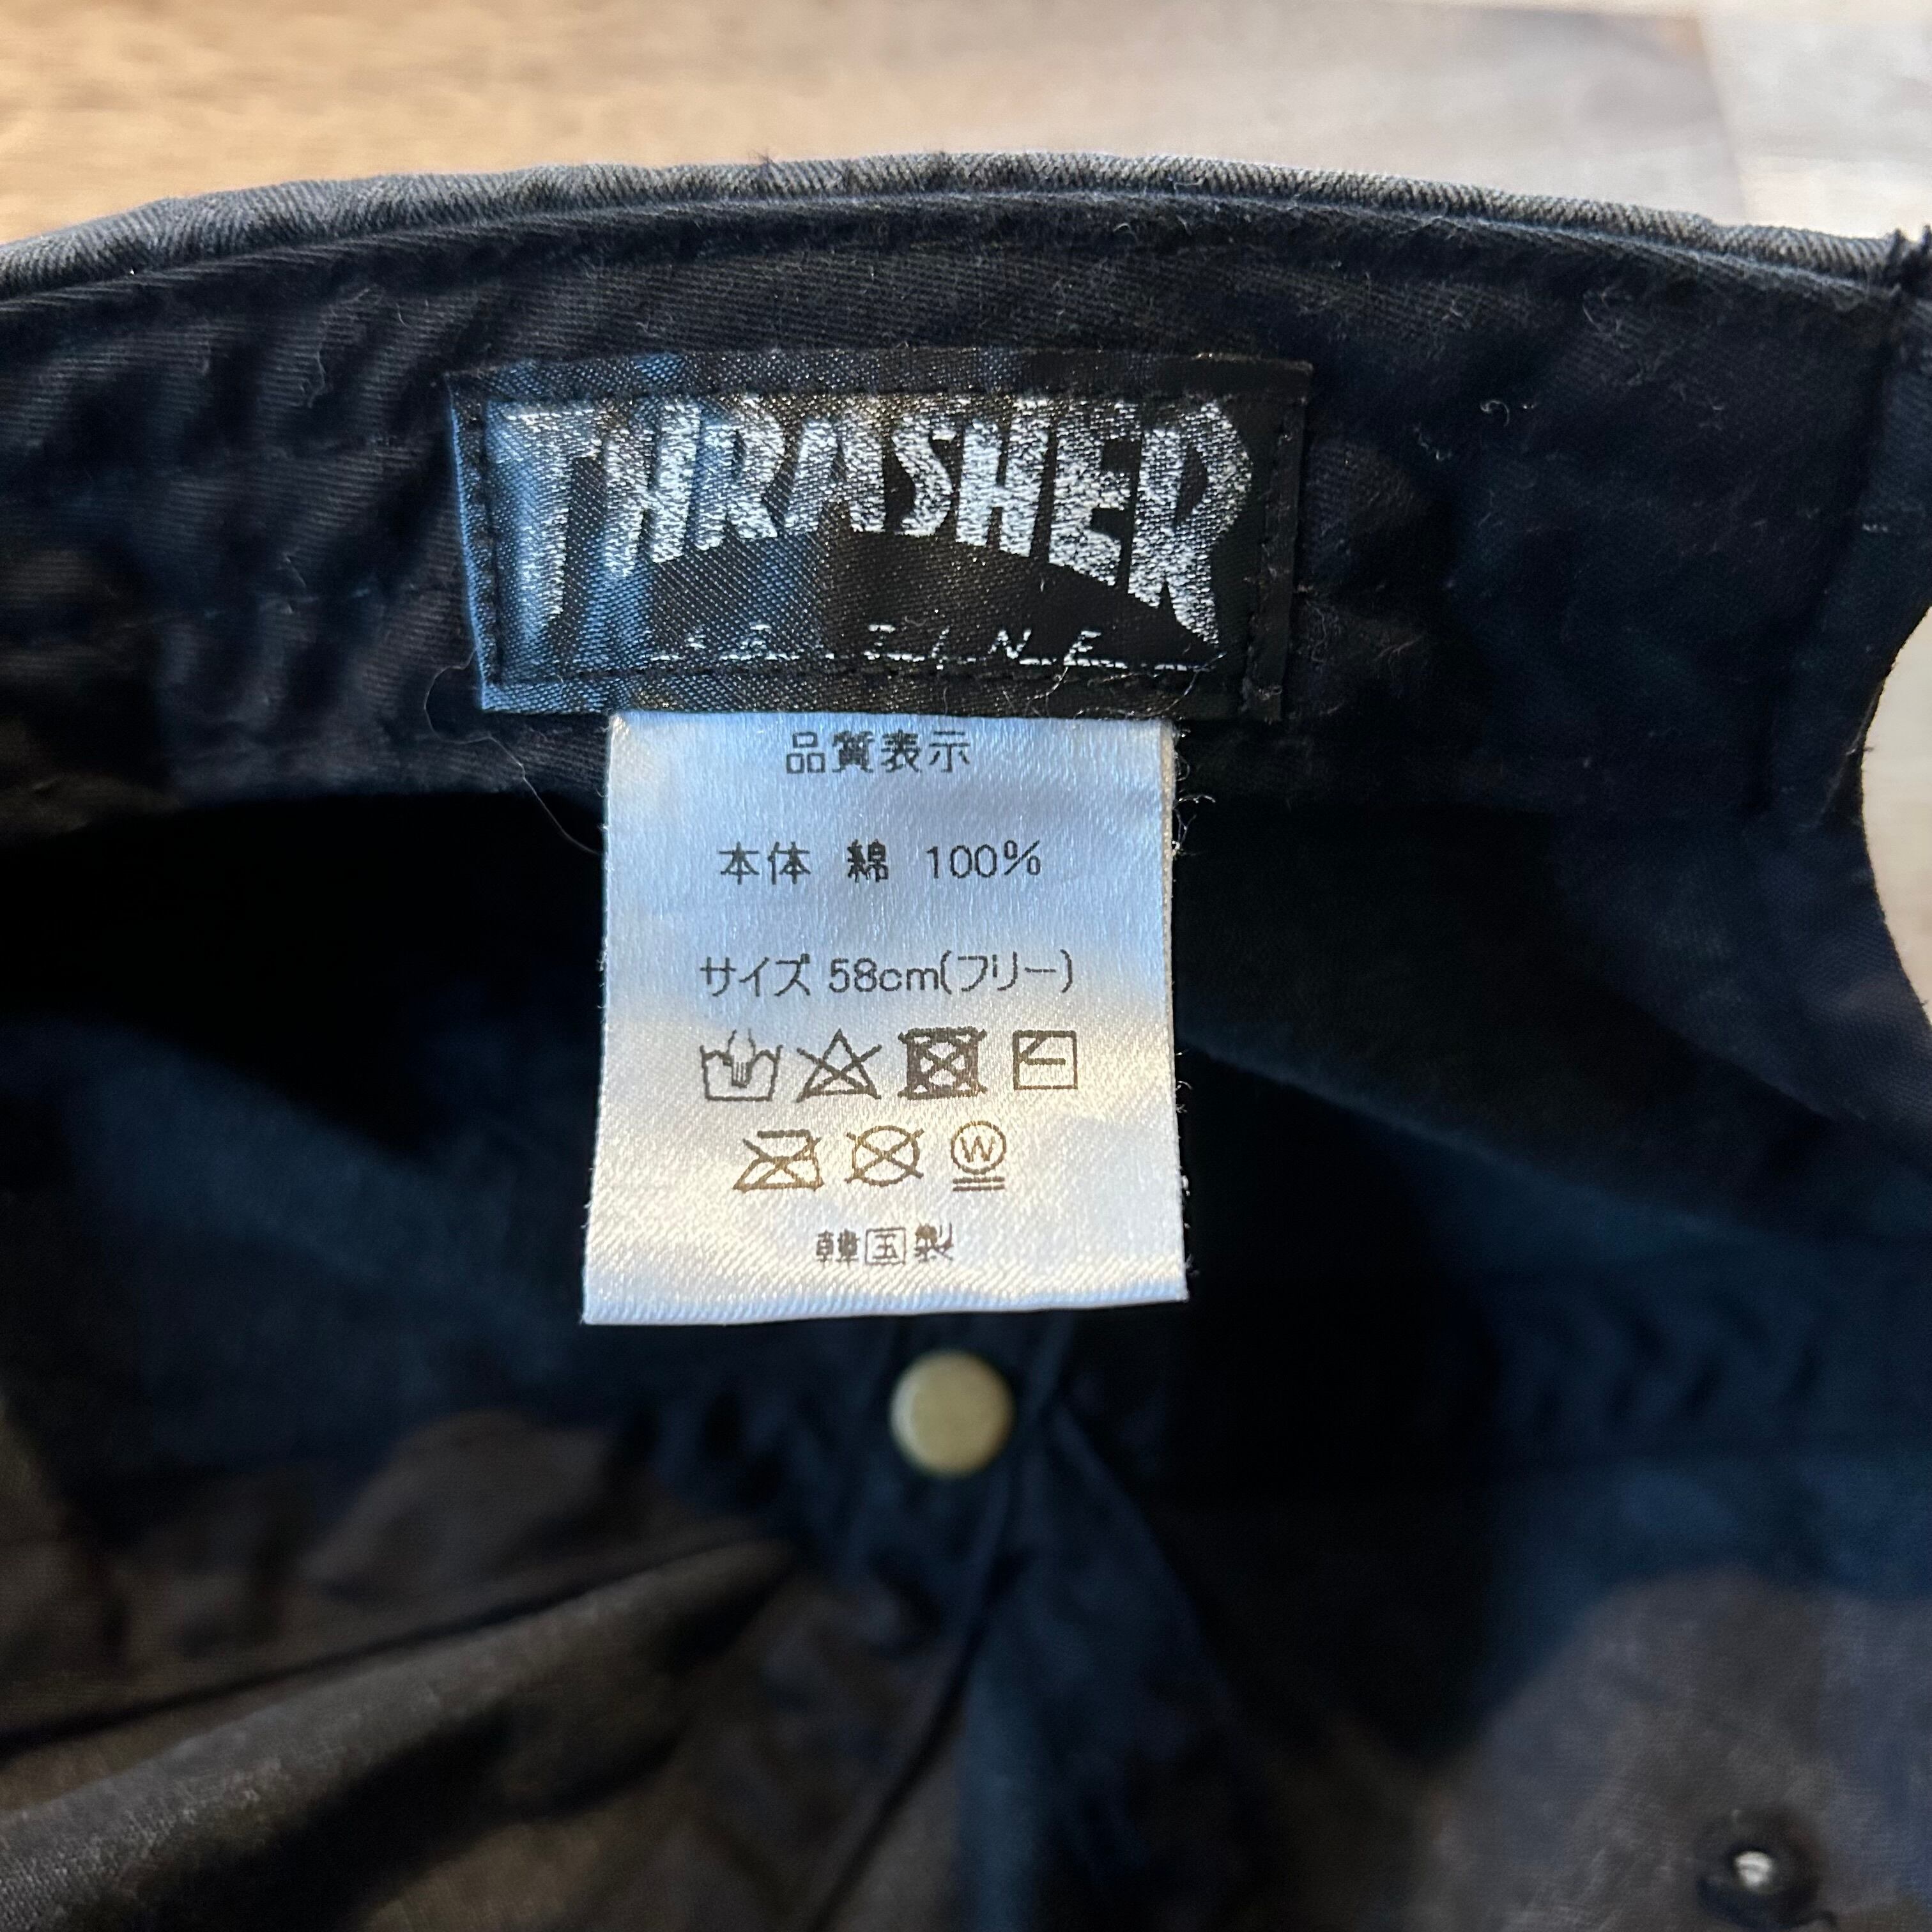 THRASHER
品質表示
本体 綿 100%
サイズ 58cm(フリー)
W
韓国製